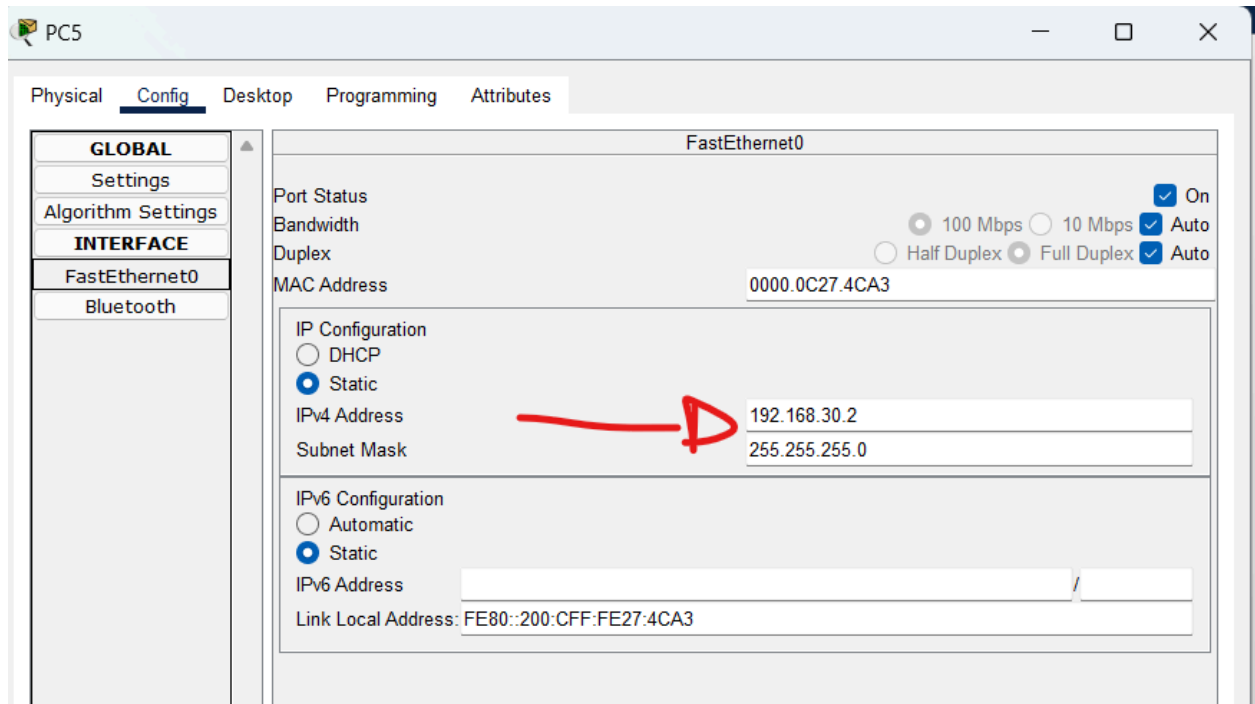 PC5
Physical Config Desktop Programming Attributes
GLOBAL
Settings
Algorithm Settings
INTERFACE
FastEthernet0
Bluetooth
FastEthernet0
Port Status On
Bandwidth 100 Mbps 10 Mbps Auto
Duplex Half Duplex Full Duplex Auto
MAC Address 0000.0C27.4CA3
IP Configuration
DHCP
Static
IPv4 Address 192.168.30.2
Subnet Mask 255.255.255.0
IPv6 Configuration
Automatic
Static
IPv6 Address /
Link Local Address: FE80::200:CFF:FE27:4CA3